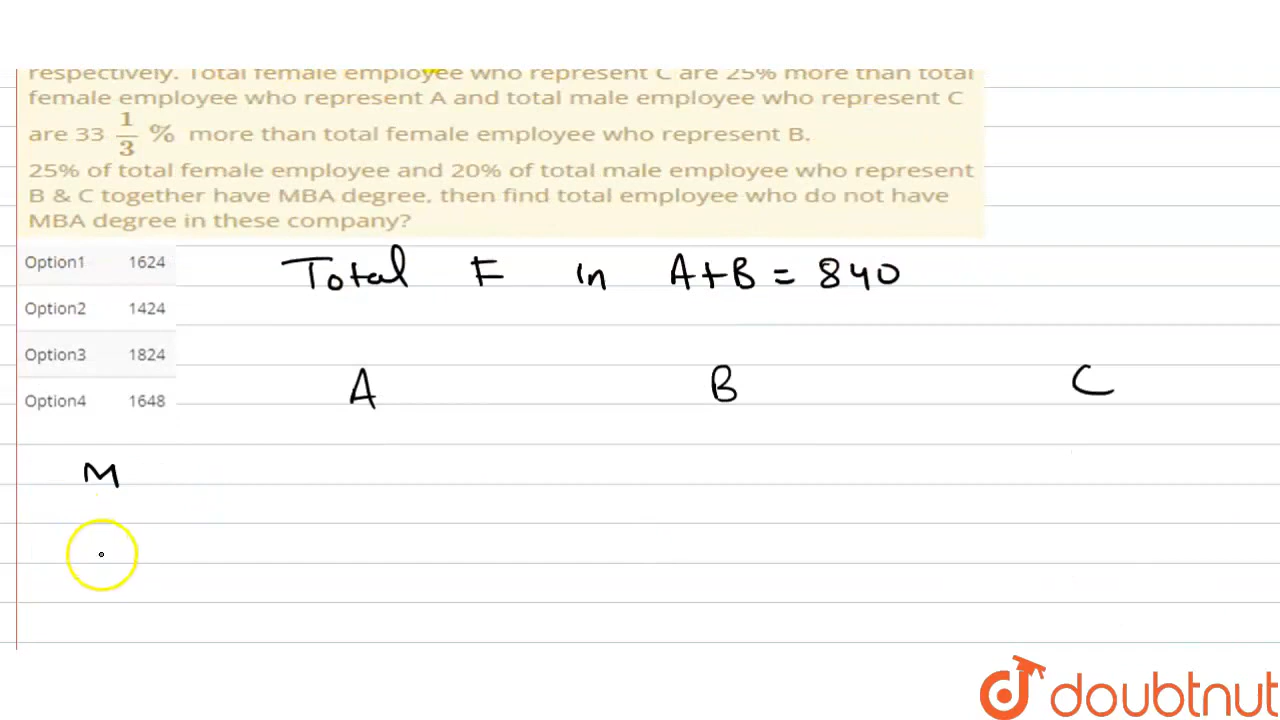 respectively. Total female employee who represent C are 25% more than total
female employee who represent A and total male employee who represent C
are 33 1/3 % more than total female employee who represent B.
25% of total female employee and 20% of total male employee who represent
B & C together have MBA degree, then find total employee who do not have
MBA degree in these company?
Option1 1624
Total F in A+B = 840
Option2 1424
Option3 1824
A B C
Option4 1648
M
doubtnut